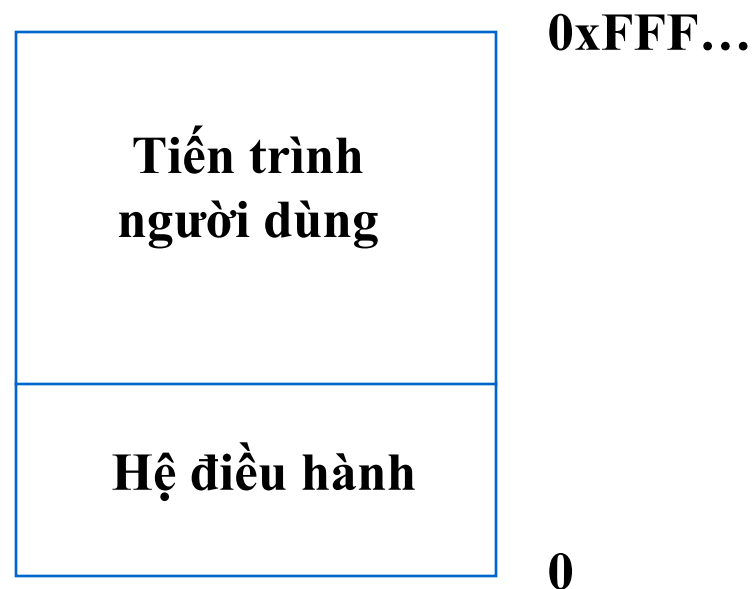 0xFFF…
Tiến trình
người dùng
Hệ điều hành
0